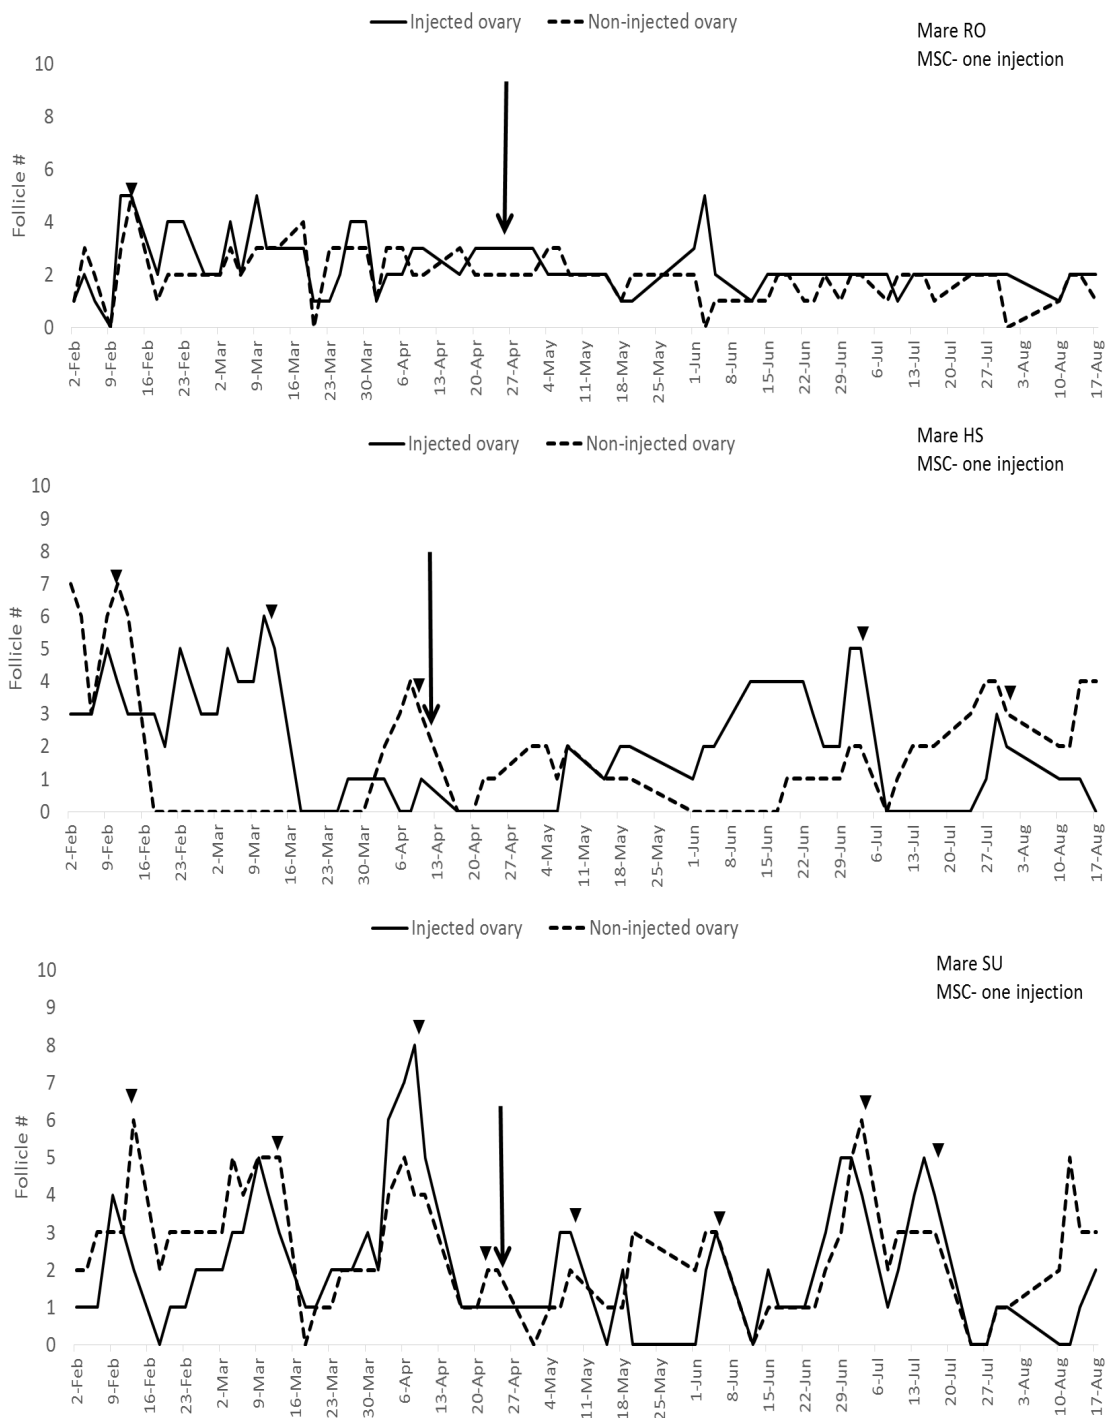 Injected ovary Non-injected ovary
Mare RO
MSC- one injection
Follicle #
10
8
6
4
2
0
2-Feb 9-Feb 16-Feb 23-Feb 2-Mar 9-Mar 16-Mar 23-Mar 30-Mar 6-Apr 13-Apr 20-Apr 27-Apr 4-May 11-May 18-May 25-May 1-Jun 8-Jun 15-Jun 22-Jun 29-Jun 6-Jul 13-Jul 20-Jul 27-Jul 3-Aug 10-Aug 17-Aug
Injected ovary Non-injected ovary
Mare HS
MSC- one injection
Follicle #
10
9
8
7
6
5
4
3
2
1
0
2-Feb 9-Feb 16-Feb 23-Feb 2-Mar 9-Mar 16-Mar 23-Mar 30-Mar 6-Apr 13-Apr 20-Apr 27-Apr 4-May 11-May 18-May 25-May 1-Jun 8-Jun 15-Jun 22-Jun 29-Jun 6-Jul 13-Jul 20-Jul 27-Jul 3-Aug 10-Aug 17-Aug
Injected ovary Non-injected ovary
Mare SU
MSC- one injection
Follicle #
10
9
8
7
6
5
4
3
2
1
0
2-Feb 9-Feb 16-Feb 23-Feb 2-Mar 9-Mar 16-Mar 23-Mar 30-Mar 6-Apr 13-Apr 20-Apr 27-Apr 4-May 11-May 18-May 25-May 1-Jun 8-Jun 15-Jun 22-Jun 29-Jun 6-Jul 13-Jul 20-Jul 27-Jul 3-Aug 10-Aug 17-Aug